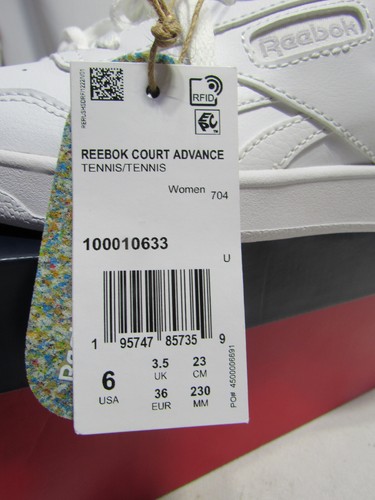 Reebok
RFID
REEBOK COURT ADVANCE
TENNIS/TENNIS
Women 704
100010633
U
1 95747 85735 9
6 USA
3.5 UK
23 CM
36 EUR
230 MM
PO# 4500006691